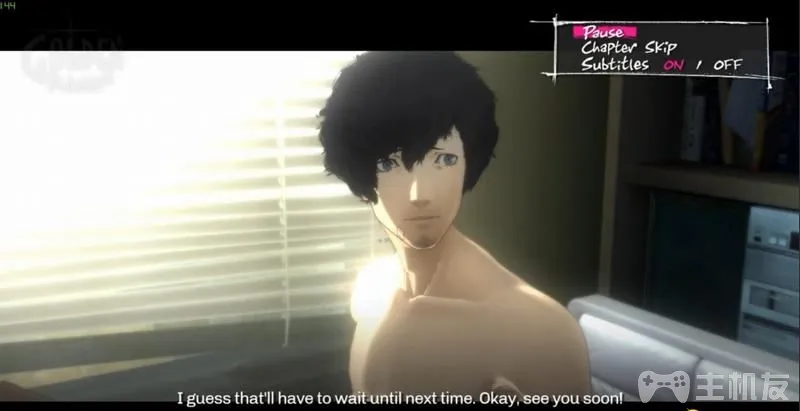 144
GOLDEN
Pause
Chapter Skip
Subtitles ON / OFF
I guess that'll have to wait until next time. Okay, see you soon!
主机友